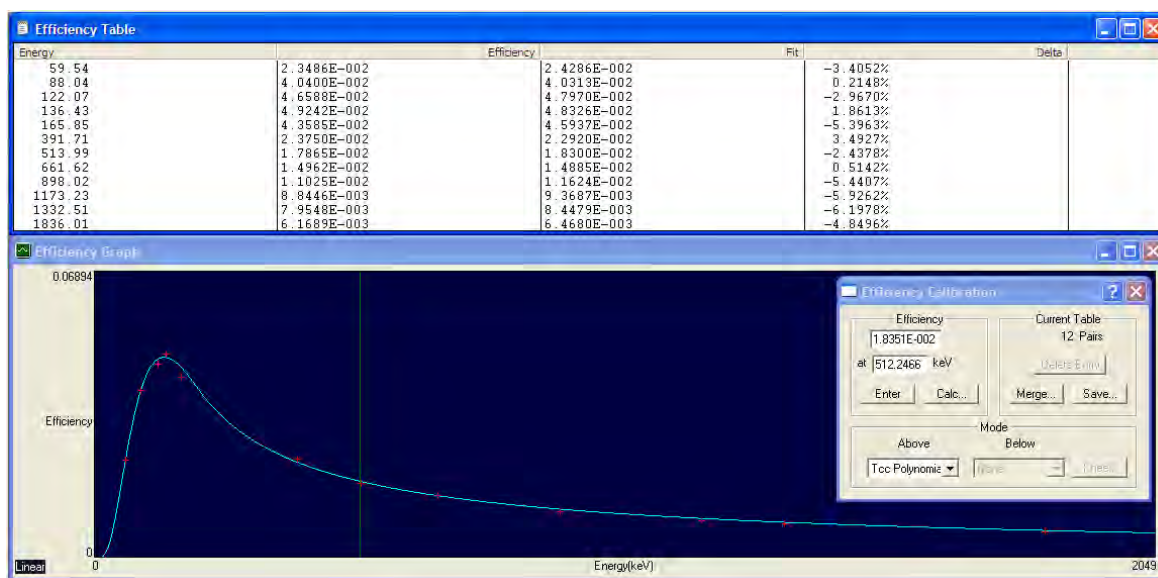 Efficiency Table
Energy Efficiency Fit Delta
59.54 2.3486E-002 2.4286E-002 -3.4052%
88.04 4.0400E-002 4.0313E-002 0.2148%
122.07 4.6588E-002 4.7970E-002 -2.9670%
136.43 4.9242E-002 4.8326E-002 1.8613%
165.85 4.3585E-002 4.5937E-002 -5.3963%
391.71 2.3750E-002 2.2920E-002 3.4927%
513.99 1.7865E-002 1.8300E-002 -2.4378%
661.62 1.4962E-002 1.4885E-002 0.5142%
898.02 1.1025E-002 1.1624E-002 -5.4407%
1173.23 8.8446E-003 9.3687E-003 -5.9262%
1332.51 7.9548E-003 8.4479E-003 -6.1978%
1836.01 6.1689E-003 6.4680E-003 -4.8496%
Efficiency Graph
0.06894
Efficiency
0
Linear
0 Energy(keV) 2049
Efficiency Calibration
Efficiency Current Table
1.8351E-002 12 Pairs
at 512.2466 keV Delete Entry
Enter Calc... Merge... Save...
Mode
Above Below
Tcc Polynomia None